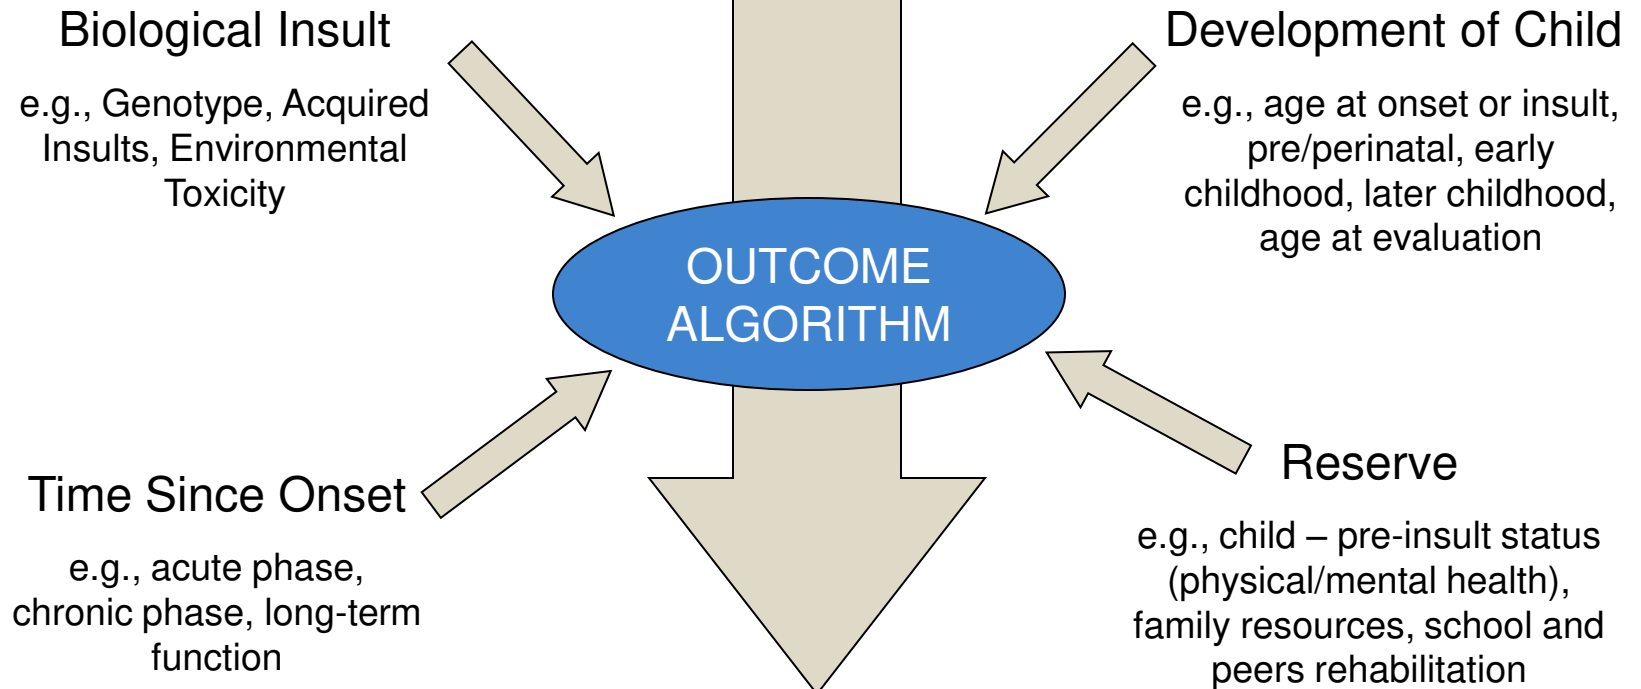 Biological Insult
e.g., Genotype, Acquired
Insults, Environmental
Toxicity
Development of Child
e.g., age at onset or insult,
pre/perinatal, early
childhood, later childhood,
age at evaluation
OUTCOME
ALGORITHM
Time Since Onset
e.g., acute phase,
chronic phase, long-term
function
Reserve
e.g., child – pre-insult status
(physical/mental health),
family resources, school and
peers rehabilitation